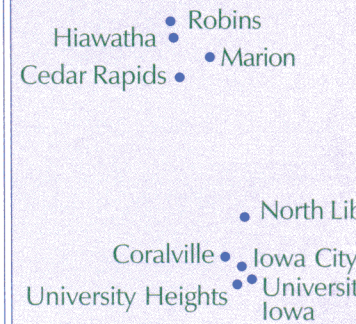 Robins
Hiawatha
Marion
Cedar Rapids
North Lib
Coralville
Iowa City
University Heights
Universit
Iowa